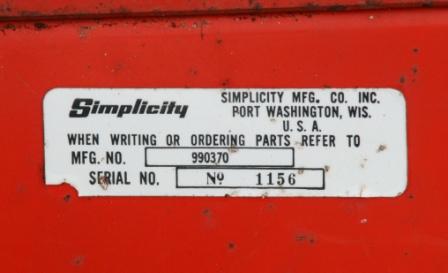 Simplicity
SIMPLICITY MFG. CO. INC.
PORT WASHINGTON, WIS.
U. S. A.
WHEN WRITING OR ORDERING PARTS REFER TO
MFG. NO. 990370
SERIAL NO. Nº 1156